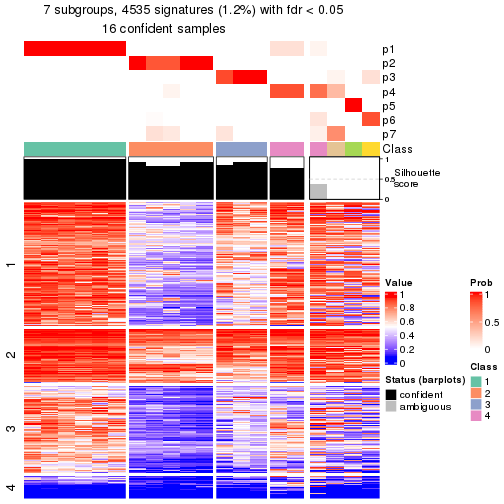 7 subgroups, 4535 signatures (1.2%) with fdr < 0.05
16 confident samples
p1
p2
p3
p4
p5
p6
p7
Class
1
0.5
0
Silhouette
score
1
2
3
4
Value
1
0.8
0.6
0.4
0.2
0
Prob
1
0.5
0
Status (barplots)
confident
ambiguous
Class
1
2
3
4